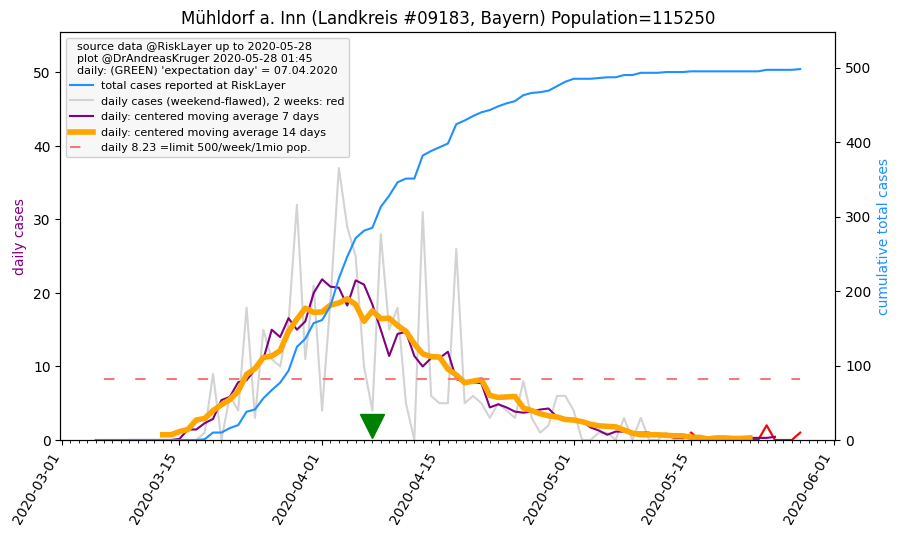 Mühldorf a. Inn (Landkreis #09183, Bayern) Population=115250
source data @RiskLayer up to 2020-05-28
plot @DrAndreasKruger 2020-05-28 01:45
daily: (GREEN) 'expectation day' = 07.04.2020
total cases reported at RiskLayer
daily cases (weekend-flawed), 2 weeks: red
daily: centered moving average 7 days
daily: centered moving average 14 days
daily 8.23 =limit 500/week/1mio pop.
daily cases
50
40
30
20
10
0
cumulative total cases
500
400
300
200
100
0
2020-03-01
2020-03-15
2020-04-01
2020-04-15
2020-05-01
2020-05-15
2020-06-01